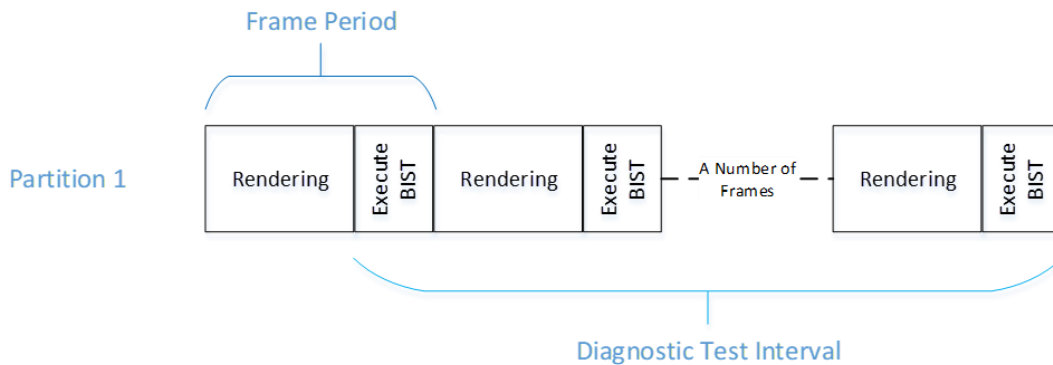 Frame Period
Partition 1
Rendering
Execute
BIST
Rendering
Execute
BIST
A Number of
Frames
Rendering
Execute
BIST
Diagnostic Test Interval